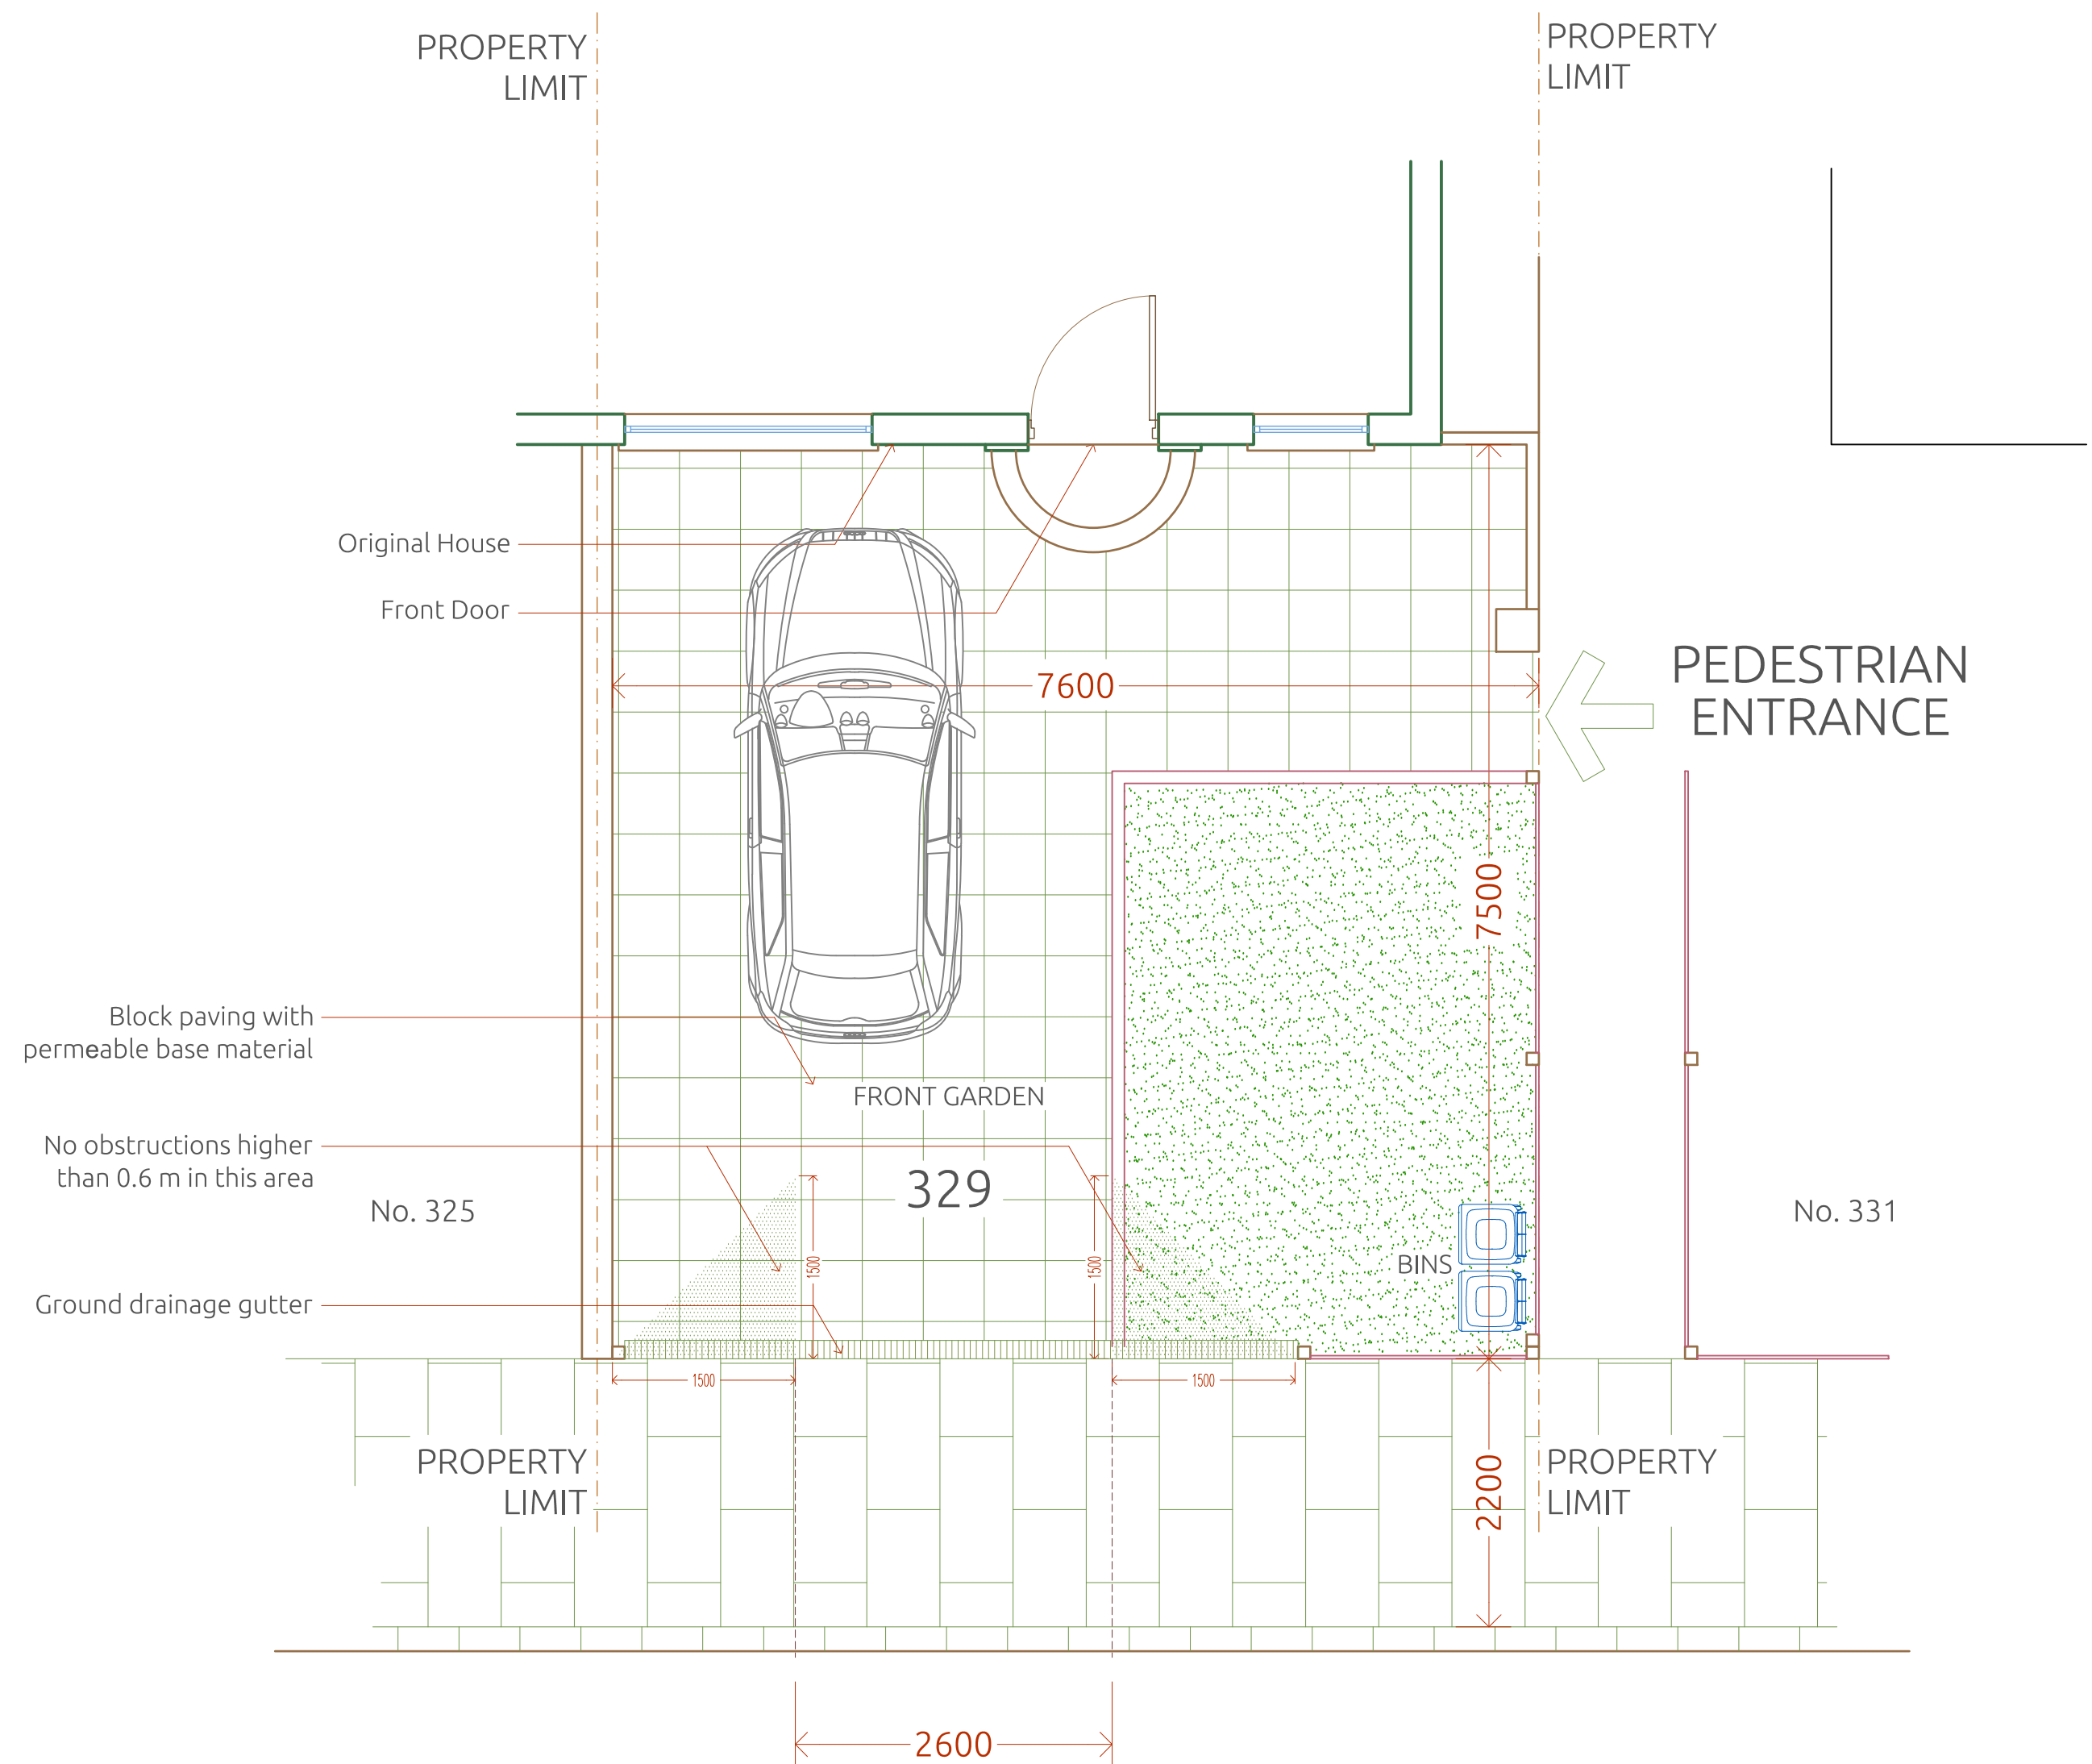 PROPERTY
LIMIT
PROPERTY
LIMIT
Original House
Front Door
7600
PEDESTRIAN
ENTRANCE
7500
Block paving with
permeable base material
FRONT GARDEN
No obstructions higher
than 0.6 m in this area
329
No. 325
No. 331
1500
1500
BINS
Ground drainage gutter
1500
1500
PROPERTY
LIMIT
2200
PROPERTY
LIMIT
2600